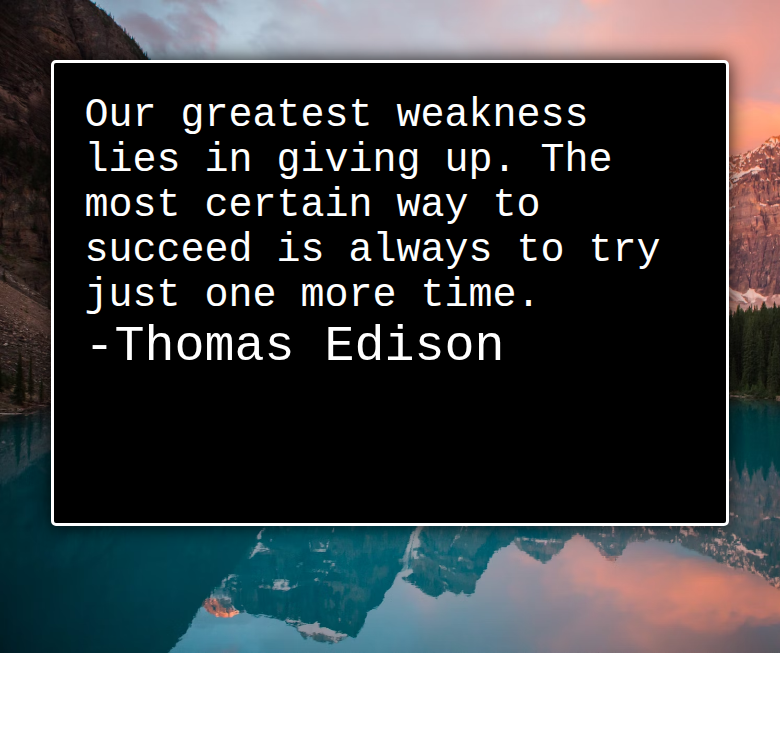 Our greatest weakness
lies in giving up. The
most certain way to
succeed is always to try
just one more time.
-Thomas Edison